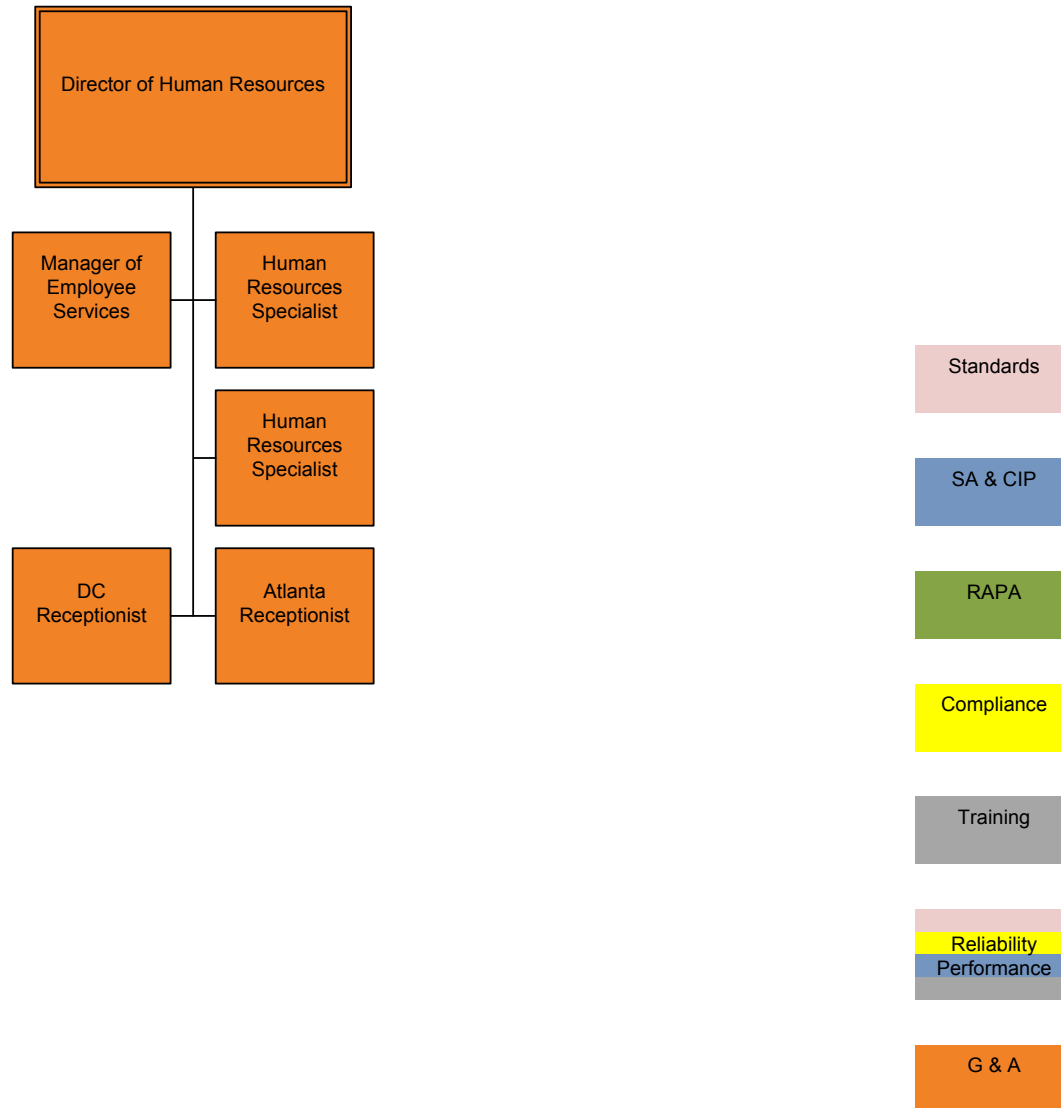 Director of Human Resources
Manager of
Employee
Services
Human
Resources
Specialist
Human
Resources
Specialist
DC
Receptionist
Atlanta
Receptionist
Standards
SA & CIP
RAPA
Compliance
Training
Reliability
Performance
G & A